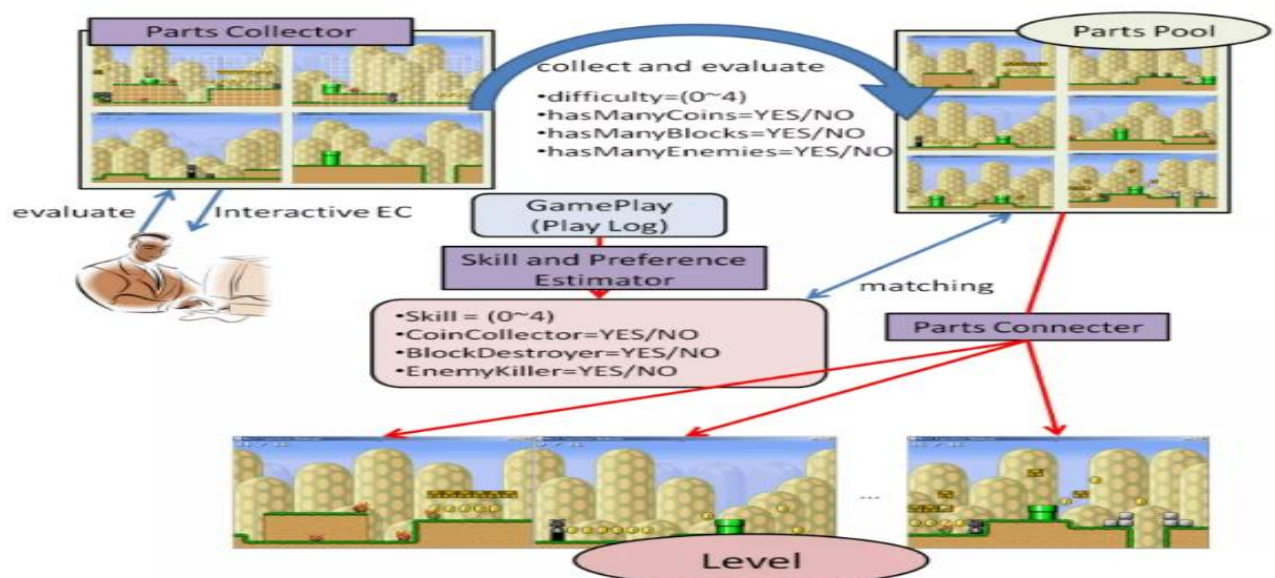 Parts Collector
Parts Pool
collect and evaluate
•difficulty=(0~4)
•hasManyCoins=YES/NO
•hasManyBlocks=YES/NO
•hasManyEnemies=YES/NO
evaluate
Interactive EC
GamePlay
(Play Log)
Skill and Preference
Estimator
matching
•Skill = (0~4)
•CoinCollector=YES/NO
•BlockDestroyer=YES/NO
•EnemyKiller=YES/NO
Parts Connecter
...
Level